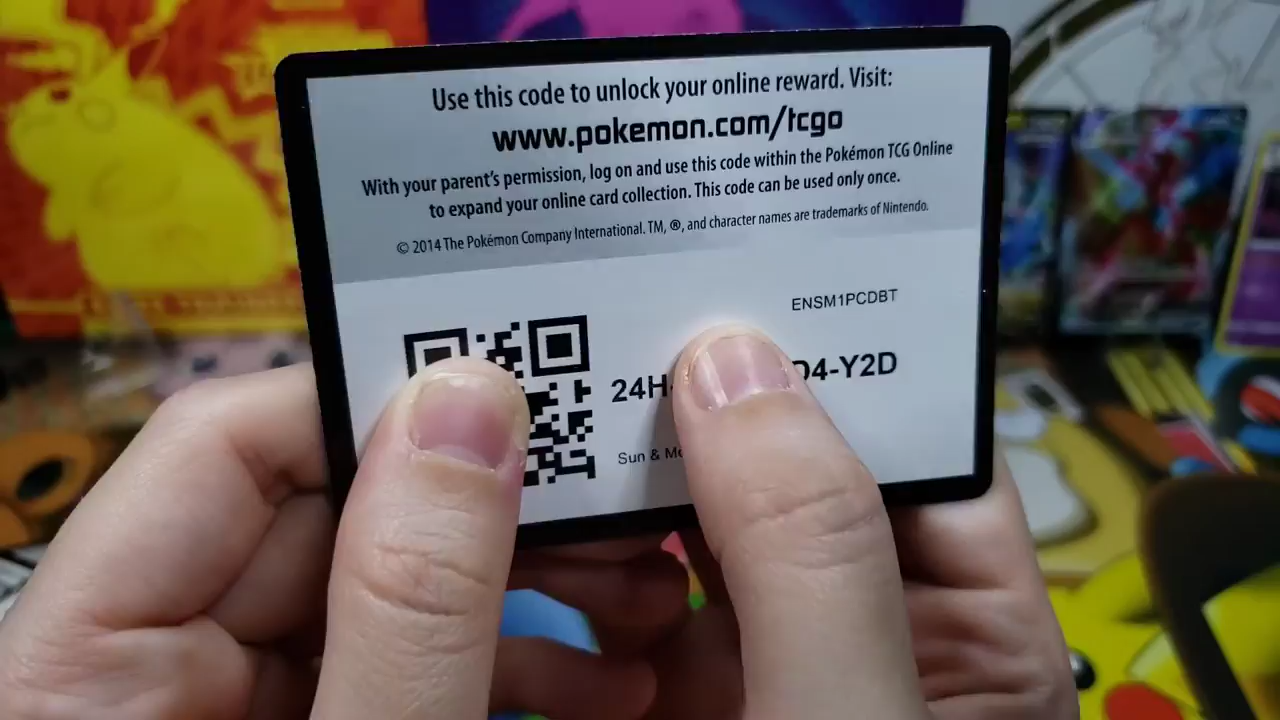 Use this code to unlock your online reward. Visit:
www.pokemon.com/tcgo
With your parent's permission, log on and use this code within the Pokémon TCG Online
to expand your online card collection. This code can be used only once.
© 2014 The Pokémon Company International. TM, ®, and character names are trademarks of Nintendo.
ENSM1PCDBT
24H 4-Y2D
Sun &